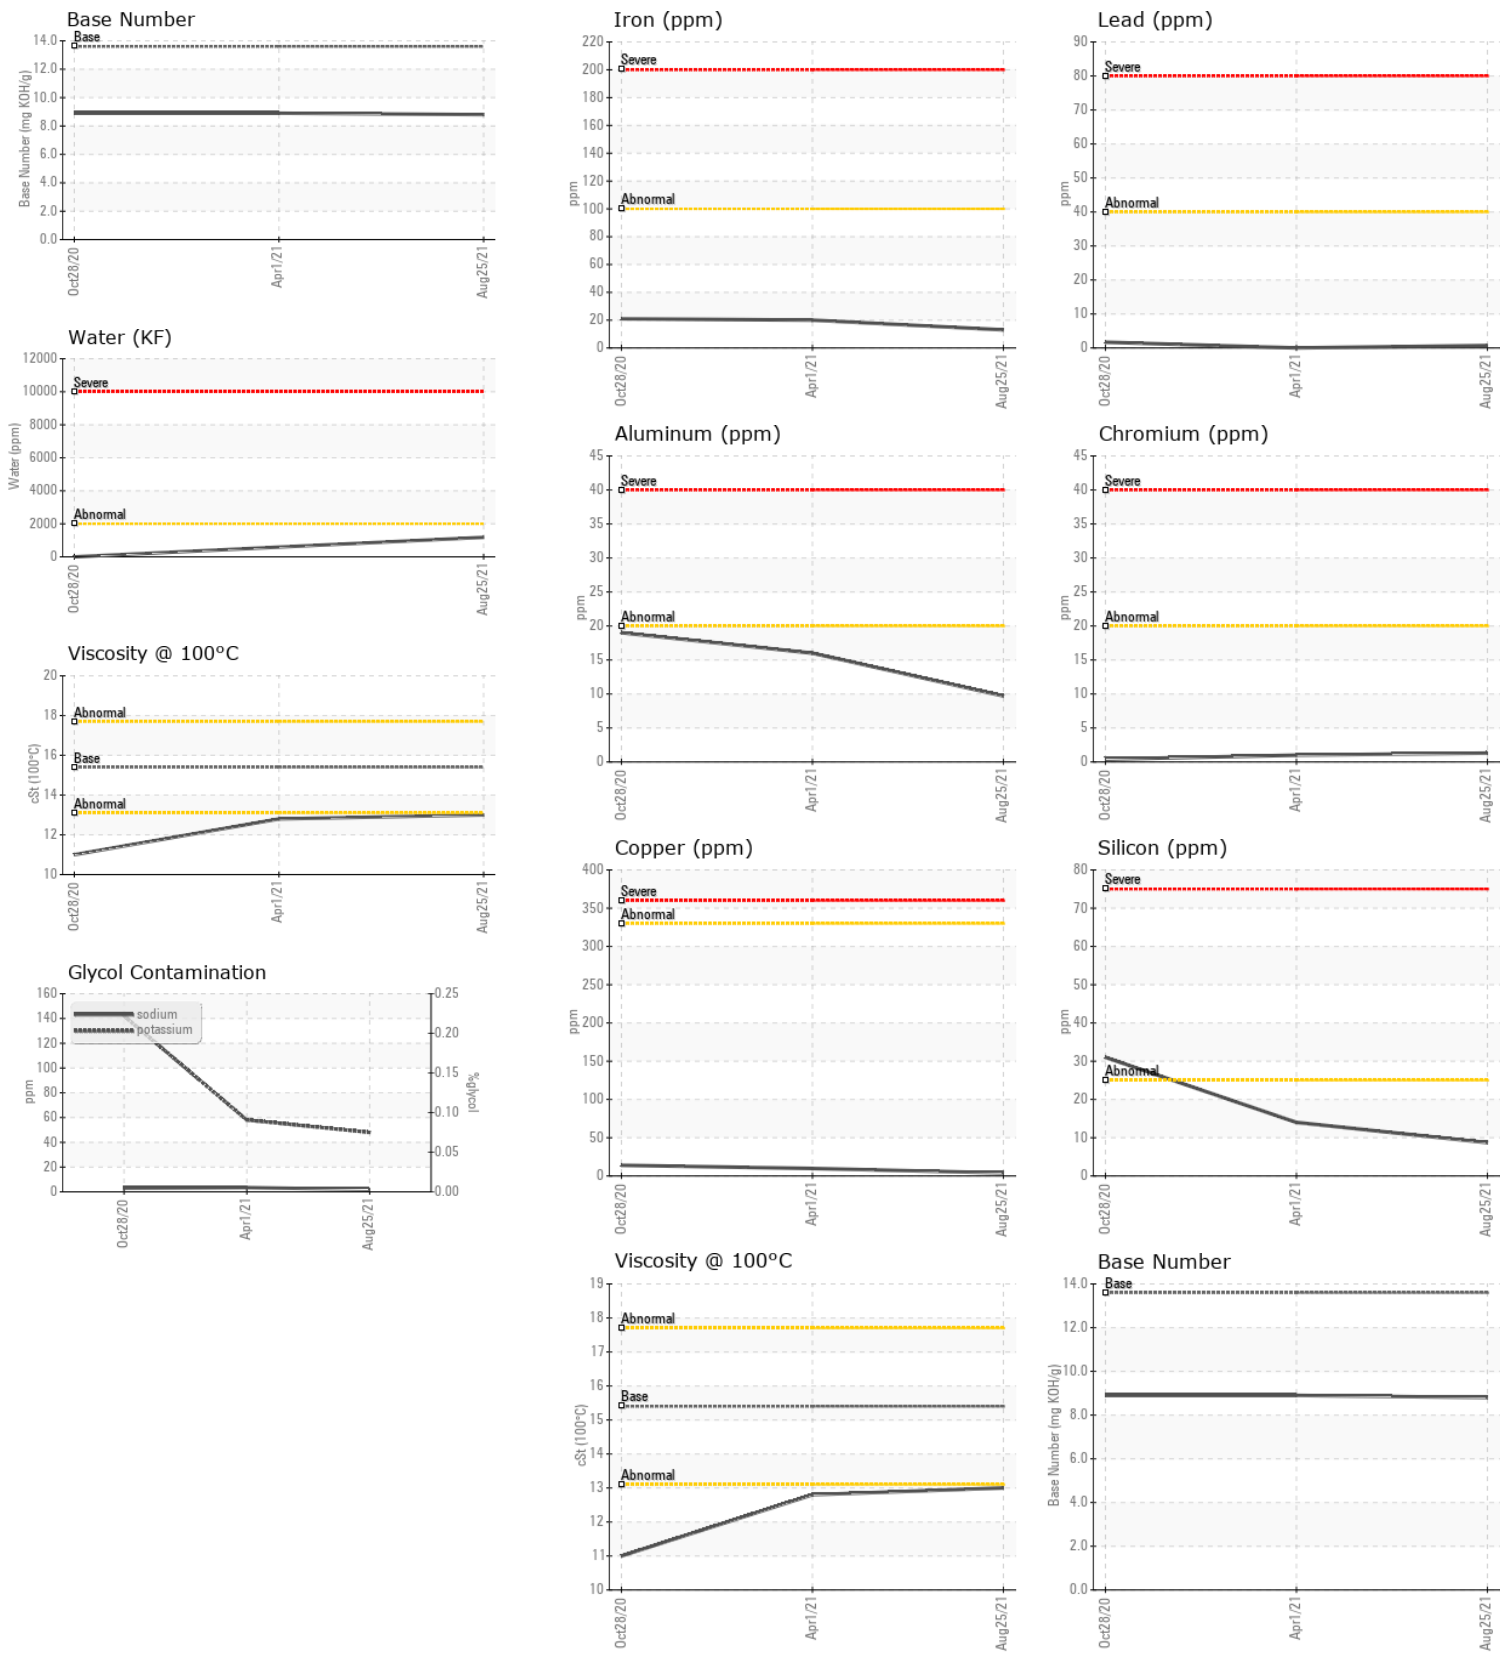 Base Number
Base
14.0
12.0
10.0
8.0
6.0
4.0
2.0
0.0
Base Number (mg KOH/g)
Oct28/20
Apr1/21
Aug25/21
Water (KF)
12000
10000
8000
6000
4000
2000
0
Severe
Abnormal
Water (ppm)
Oct28/20
Aug25/21
Viscosity @ 100°C
20
18
16
14
12
10
Abnormal
Base
Abnormal
cSt (100°C)
Oct28/20
Apr1/21
Aug25/21
Glycol Contamination
160
140
120
100
80
60
40
20
0
ppm
sodium
potassium
0.25
0.20
0.15
0.10
0.05
0.00
%glycol
Oct28/20
Apr1/21
Aug25/21
Iron (ppm)
220
200
180
160
140
120
100
80
60
40
20
0
Severe
Abnormal
ppm
Oct28/20
Apr1/21
Aug25/21
Lead (ppm)
90
80
70
60
50
40
30
20
10
0
Severe
Abnormal
ppm
Oct28/20
Apr1/21
Aug25/21
Aluminum (ppm)
45
40
35
30
25
20
15
10
5
0
Severe
Abnormal
ppm
Oct28/20
Apr1/21
Aug25/21
Chromium (ppm)
45
40
35
30
25
20
15
10
5
0
Severe
Abnormal
ppm
Oct28/20
Apr1/21
Aug25/21
Copper (ppm)
400
350
300
250
200
150
100
50
0
Severe
Abnormal
ppm
Oct28/20
Apr1/21
Aug25/21
Silicon (ppm)
80
70
60
50
40
30
20
10
0
Severe
Abnormal
ppm
Oct28/20
Apr1/21
Aug25/21
Viscosity @ 100°C
19
18
17
16
15
14
13
12
11
10
Abnormal
Base
Abnormal
cSt (100°C)
Oct28/20
Apr1/21
Aug25/21
Base Number
14.0
12.0
10.0
8.0
6.0
4.0
2.0
0.0
Base
Base Number (mg KOH/g)
Oct28/20
Apr1/21
Aug25/21